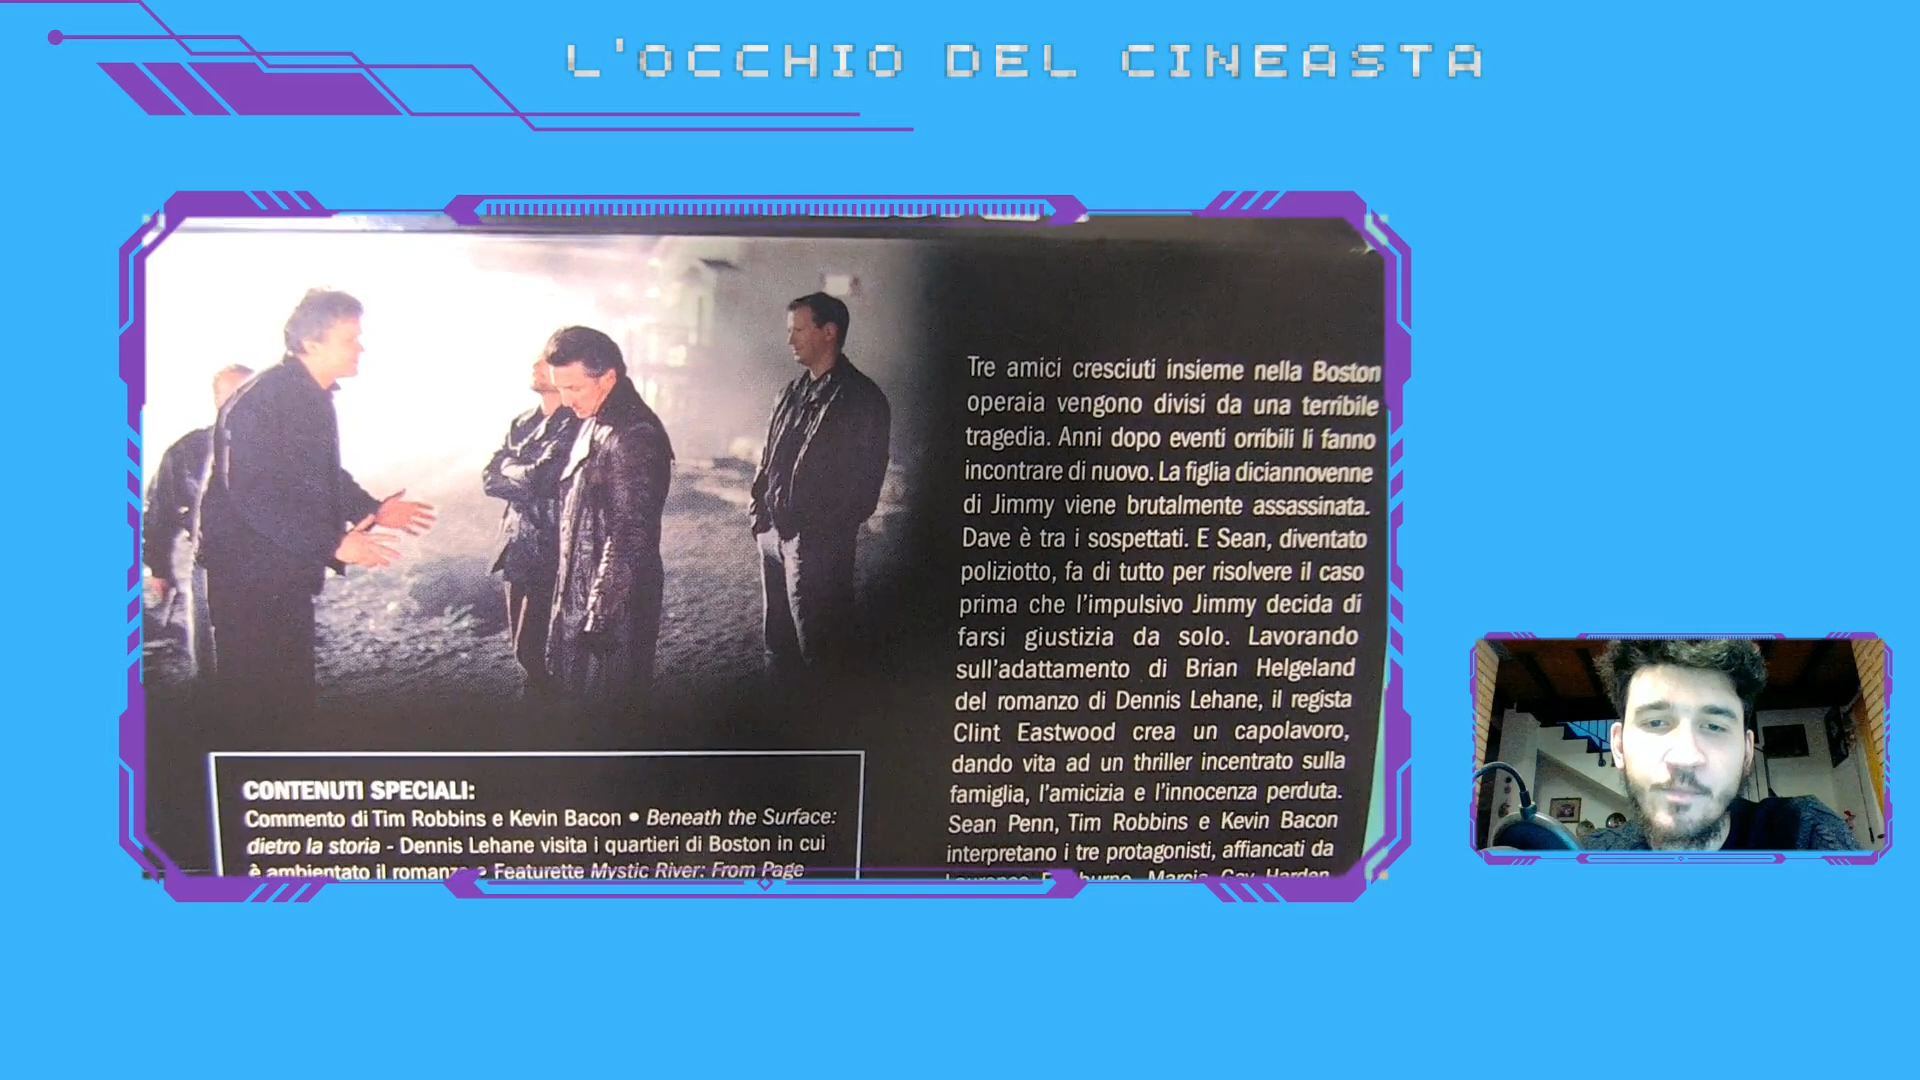 L'OCCHIO DEL CINEASTA
Tre amici cresciuti insieme nella Boston
operaia vengono divisi da una terribile
tragedia. Anni dopo eventi orribili li fanno
incontrare di nuovo. La figlia diciannovenne
di Jimmy viene brutalmente assassinata.
Dave è tra i sospettati. E Sean, diventato
poliziotto, fa di tutto per risolvere il caso
prima che l'impulsivo Jimmy decida di
farsi giustizia da solo. Lavorando
sull'adattamento di Brian Helgeland
del romanzo di Dennis Lehane, il regista
Clint Eastwood crea un capolavoro,
dando vita ad un thriller incentrato sulla
famiglia, l'amicizia e l'innocenza perduta.
Sean Penn, Tim Robbins e Kevin Bacon
interpretano i tre protagonisti, affiancati da
Marcia Gay Harden
CONTENUTI SPECIALI:
Commento di Tim Robbins e Kevin Bacon • Beneath the Surface:
dietro la storia - Dennis Lehane visita i quartieri di Boston in cui
è ambientato il romanzo • Featurette Mystic River: From Page